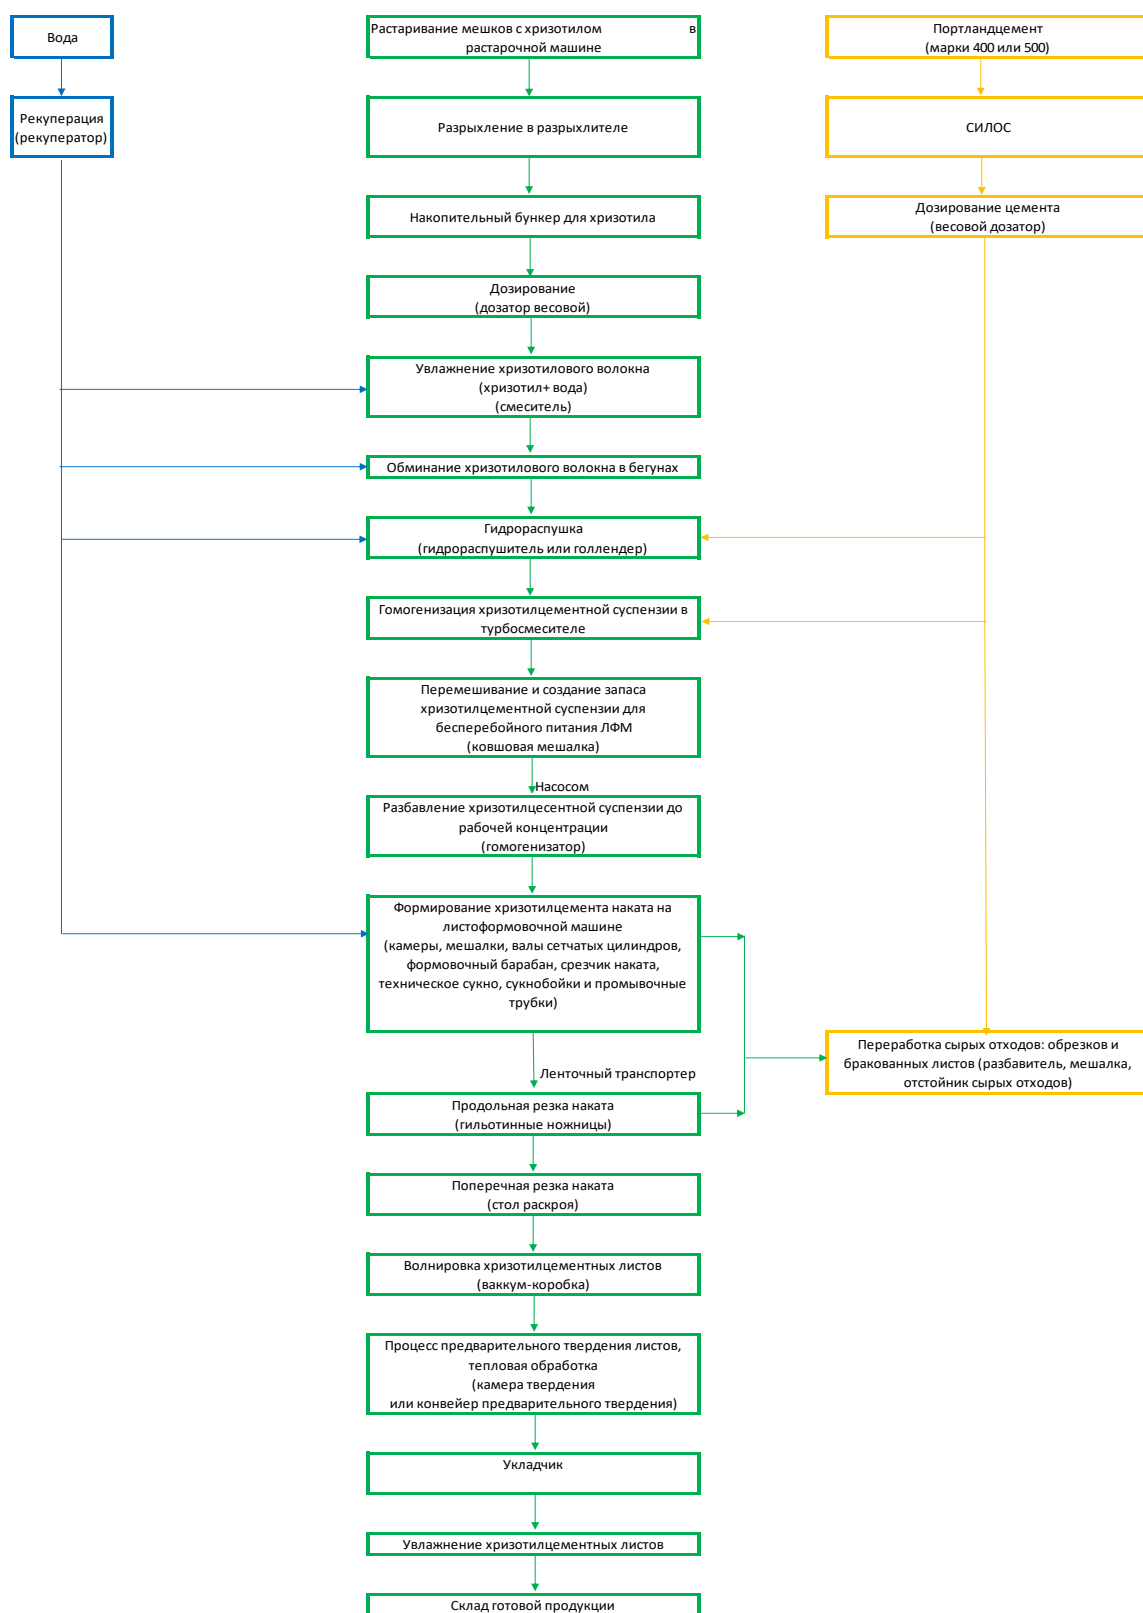 Вода
Растаривание мешков с хризотилом в
растарочной машине
Портландцемент
(марки 400 или 500)
Рекуперация
(рекуператор)
Разрыхление в разрыхлителе
СИЛОС
Накопительный бункер для хризотила
Дозирование цемента
(весовой дозатор)
Дозирование
(дозатор весовой)
Увлажнение хризотилового волокна
(хризотил+ вода)
(смеситель)
Обминание хризотилового волокна в бегунах
Гидрораспушка
(гидрораспушитель или голлендер)
Гомогенизация хризотилцементной суспензии в
турбосмесителе
Перемешивание и создание запаса
хризотилцементной суспензии для
бесперебойного питания ЛФМ
(ковшовая мешалка)
Насосом
Разбавление хризотилцесентной суспензии до
рабочей концентрации
(гомогенизатор)
Формирование хризотилцемента наката на
листоформовочной машине
(камеры, мешалки, валы сетчатых цилиндров,
формовочный барабан, срезчик наката,
техническое сукно, сукнобойки и промывочные
трубки)
Переработка сырых отходов: обрезков и
бракованных листов (разбавитель, мешалка,
отстойник сырых отходов)
Ленточный транспортер
Продольная резка наката
(гильотинные ножницы)
Поперечная резка наката
(стол раскроя)
Волнировка хризотилцементных листов
(ваккум-коробка)
Процесс предварительного твердения листов,
тепловая обработка
(камера твердения
или конвейер предварительного твердения)
Укладчик
Увлажнение хризотилцементных листов
Склад готовой продукции